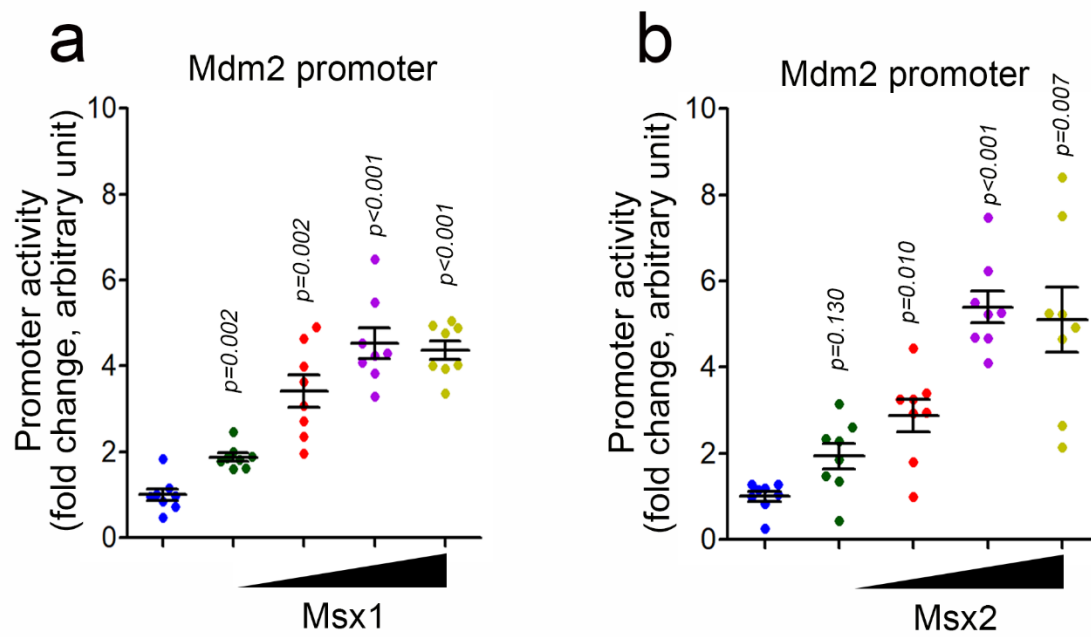 a
Mdm2 promoter
Promoter activity
(fold change, arbitrary unit)
10
8
6
4
2
0
p=0.002
p=0.002
p<0.001
p<0.001
Msx1
b
Mdm2 promoter
Promoter activity
(fold change, arbitrary unit)
10
8
6
4
2
0
p=0.130
p=0.010
p<0.001
p=0.007
Msx2